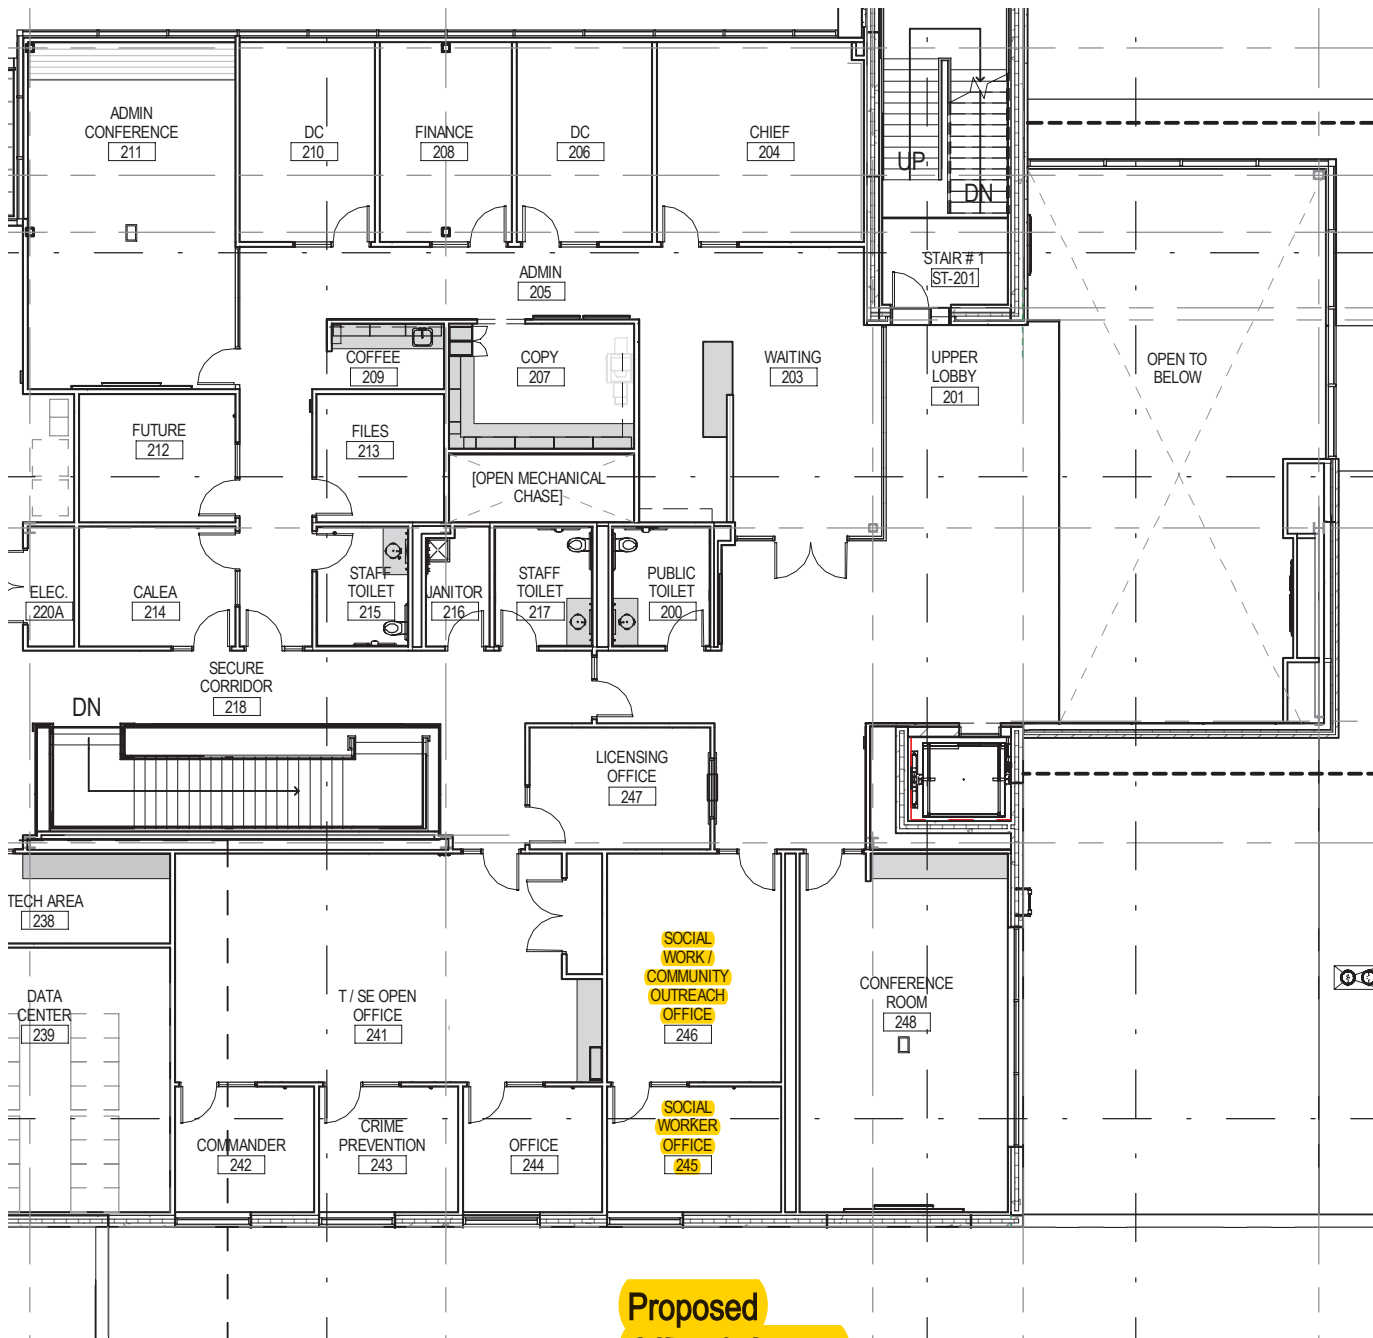 ADMIN
CONFERENCE
211
DC
210
FINANCE
208
DC
206
CHIEF
204
UP
DN
STAIR # 1
ST-201
ADMIN
205
COFFEE
209
COPY
207
WAITING
203
UPPER
LOBBY
201
OPEN TO
BELOW
FUTURE
212
FILES
213
[OPEN MECHANICAL
CHASE]
ELEC.
220A
CALEA
214
STAFF
TOILET
215
JANITOR
216
STAFF
TOILET
217
PUBLIC
TOILET
200
SECURE
CORRIDOR
218
DN
LICENSING
OFFICE
247
TECH AREA
238
DATA
CENTER
239
T / SE OPEN
OFFICE
241
SOCIAL
WORK /
COMMUNITY
OUTREACH
OFFICE
246
CONFERENCE
ROOM
248
COMMANDER
242
CRIME
PREVENTION
243
OFFICE
244
SOCIAL
WORKER
OFFICE
245
Proposed